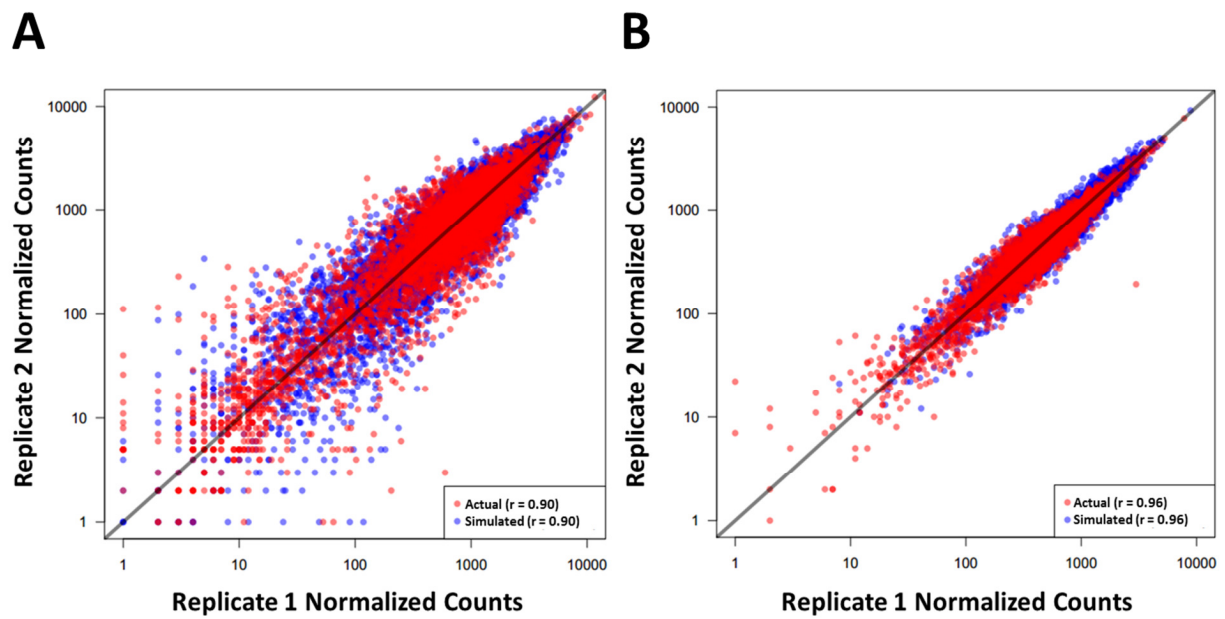 A
B
Replicate 2 Normalized Counts
10000
1000
100
10
1
Actual (r = 0.90)
Simulated (r = 0.90)
1
10
100
1000
10000
Replicate 1 Normalized Counts
Replicate 2 Normalized Counts
10000
1000
100
10
1
Actual (r = 0.96)
Simulated (r = 0.96)
1
10
100
1000
10000
Replicate 1 Normalized Counts